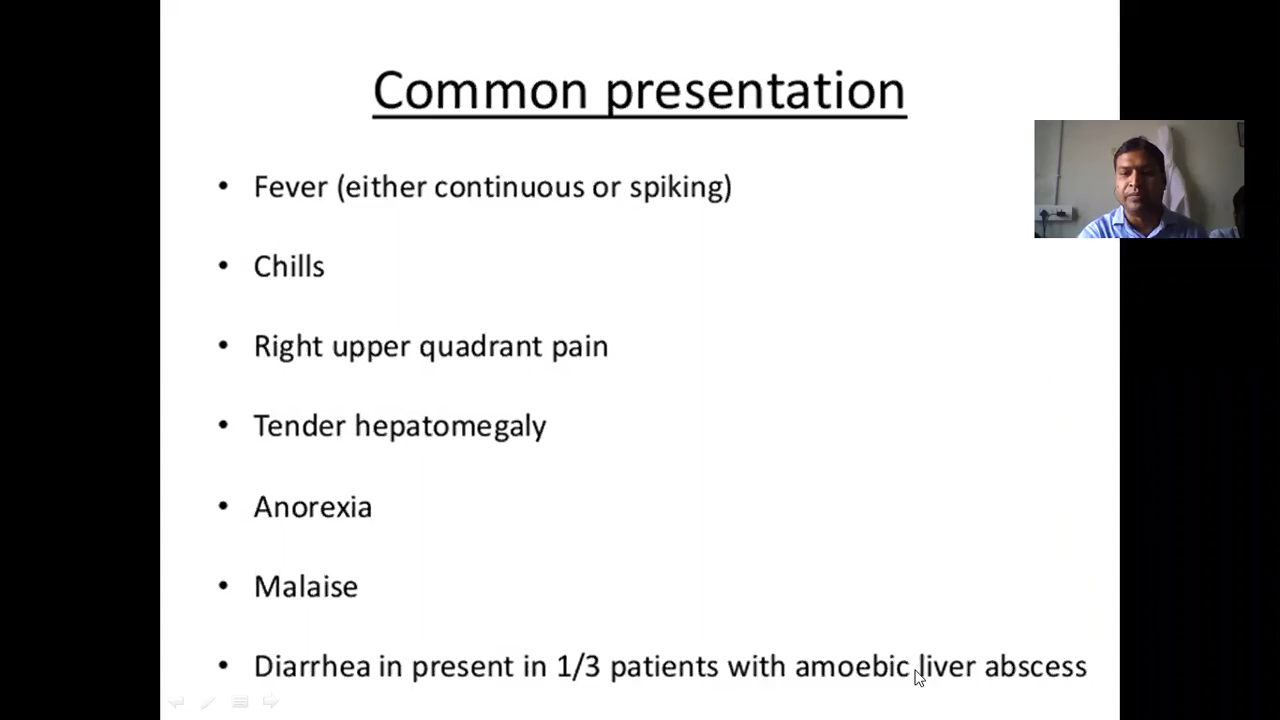 Common presentation
• Fever (either continuous or spiking)
• Chills
• Right upper quadrant pain
• Tender hepatomegaly
• Anorexia
• Malaise
• Diarrhea in present in 1/3 patients with amoebic liver abscess